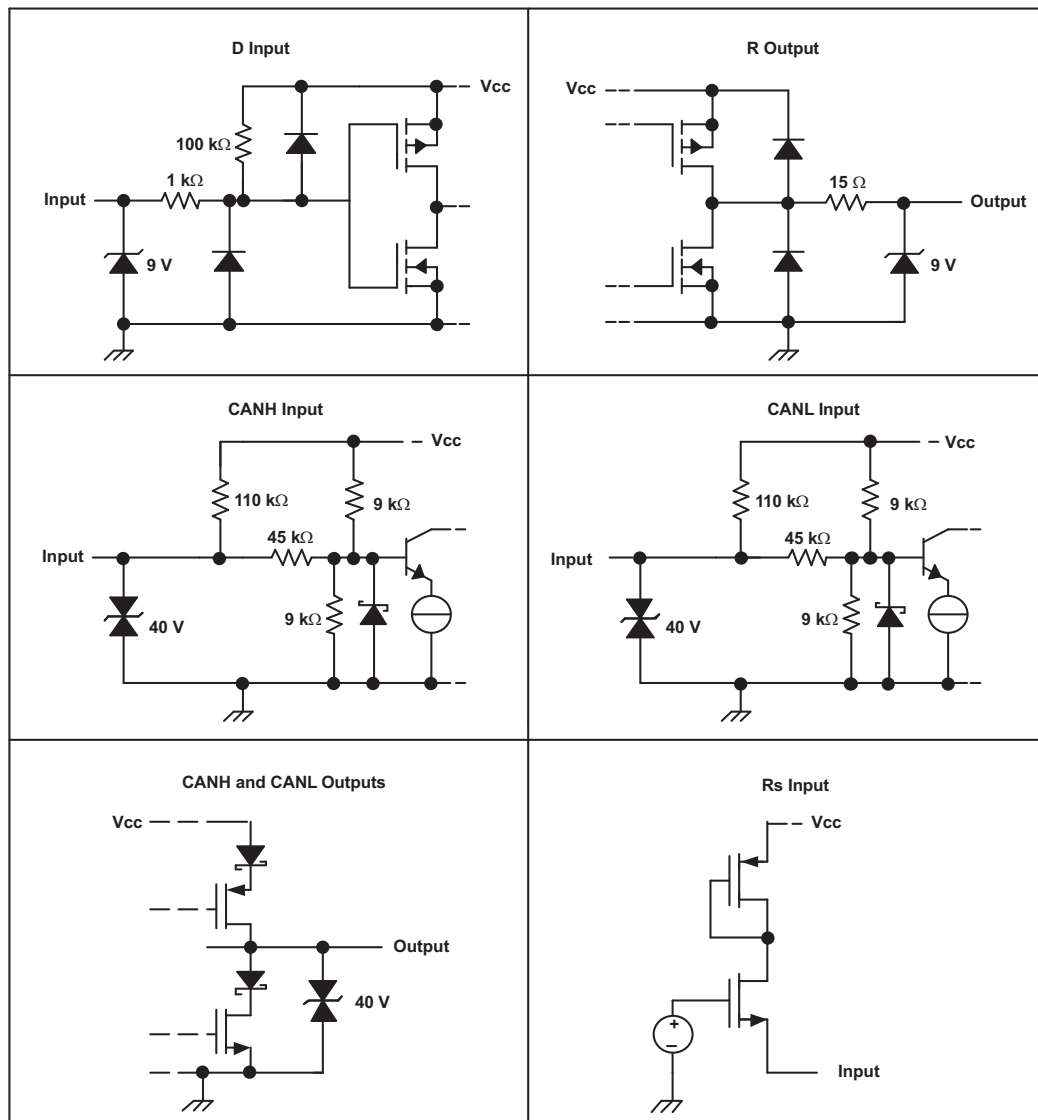 D Input
Vcc
100 kΩ
1 kΩ
Input
9 V
R Output
Vcc
15 Ω
Output
9 V
CANH Input
Vcc
110 kΩ
9 kΩ
45 kΩ
Input
9 kΩ
40 V
CANL Input
Vcc
110 kΩ
9 kΩ
45 kΩ
Input
9 kΩ
40 V
CANH and CANL Outputs
Vcc
Output
40 V
Rs Input
Vcc
+
−
Input